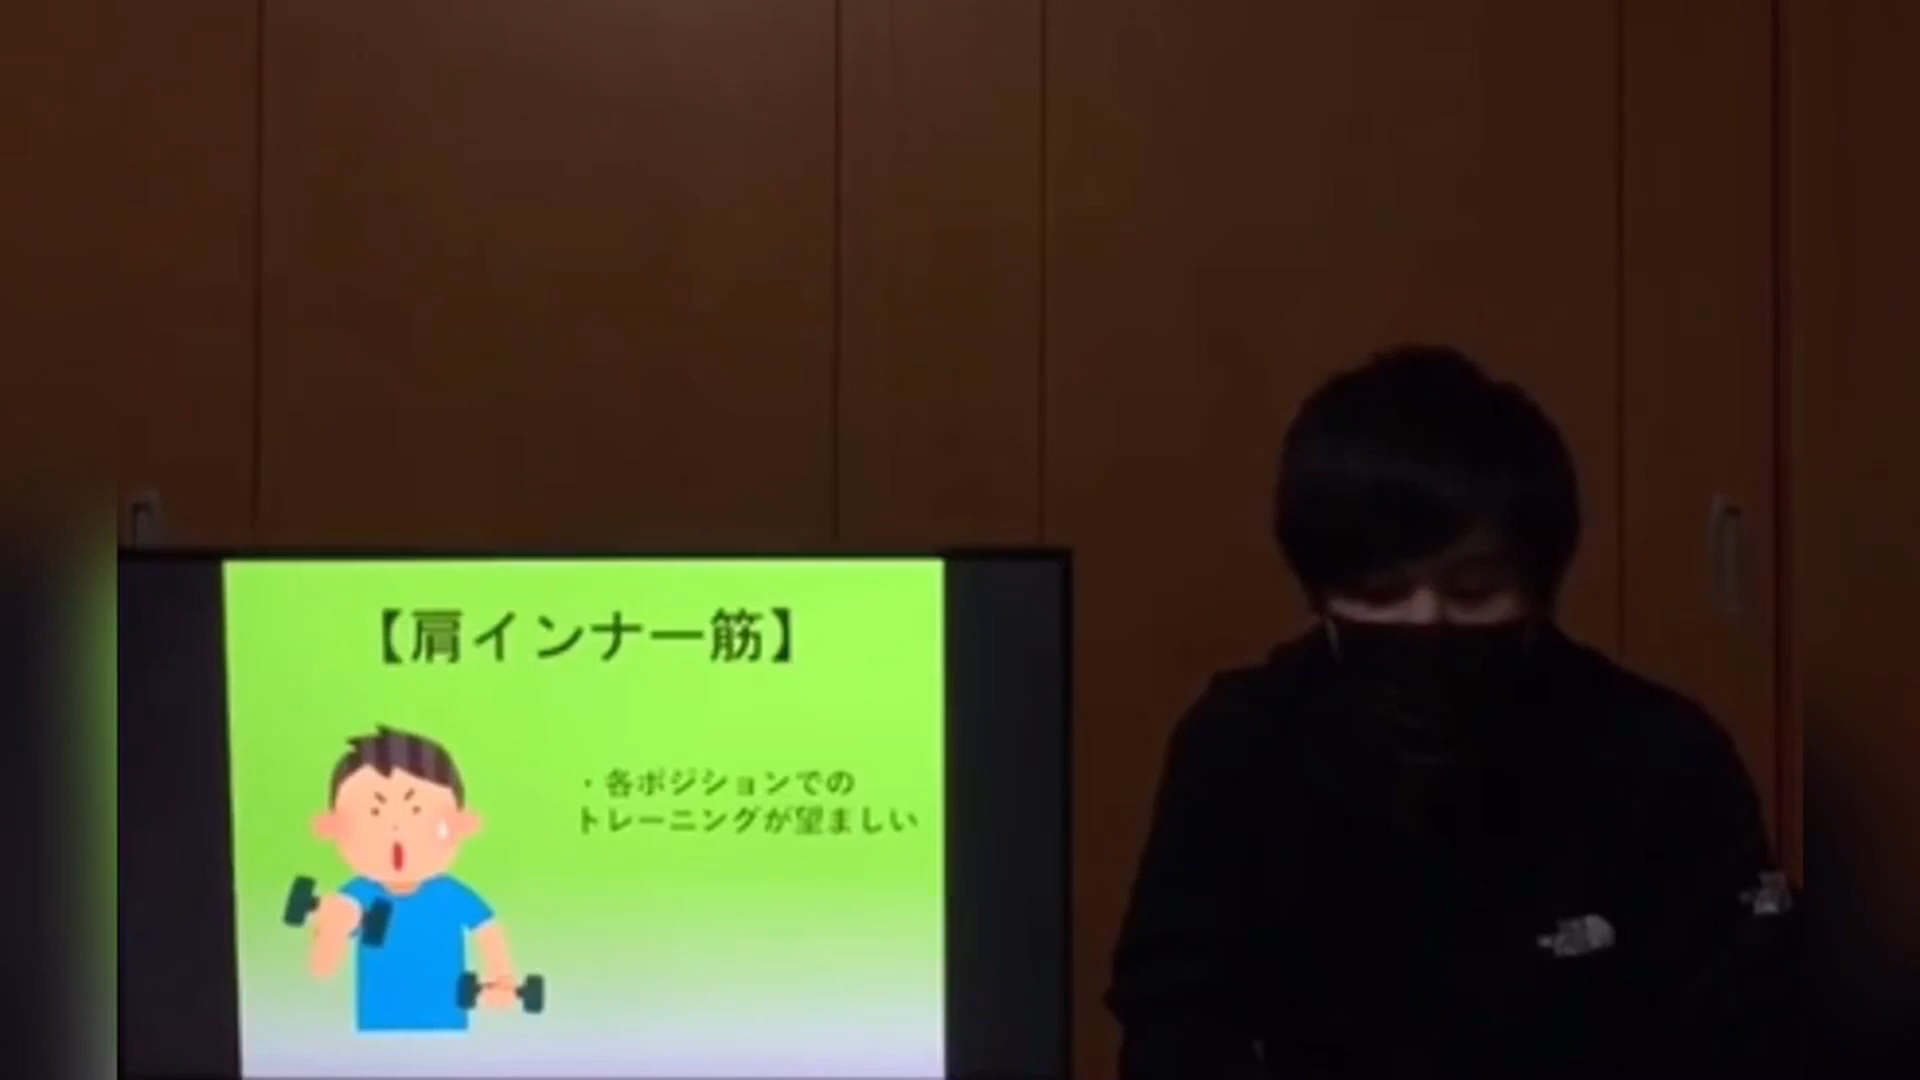 【肩インナー筋】
・各ポジションでの
トレーニングが望ましい